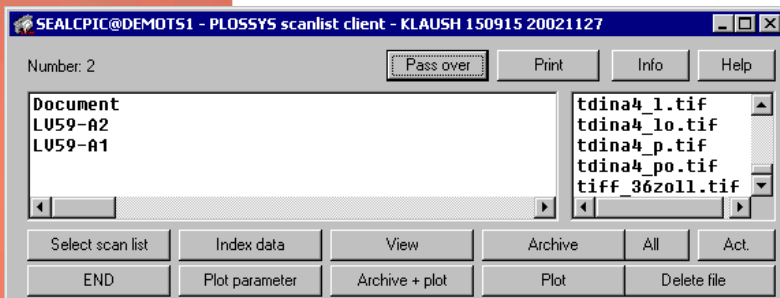 SEALCPIC@DEMOTS1 - PLOSSYS scanlist client - KLAUSH 150915 20021127
Number: 2 Pass over Print Info Help
Document
LV59-A2
LV59-A1
tdina4_l.tif
tdina4_lo.tif
tdina4_p.tif
tdina4_po.tif
tiff_36zoll.tif
Select scan list Index data View Archive All Act.
END Plot parameter Archive + plot Plot Delete file